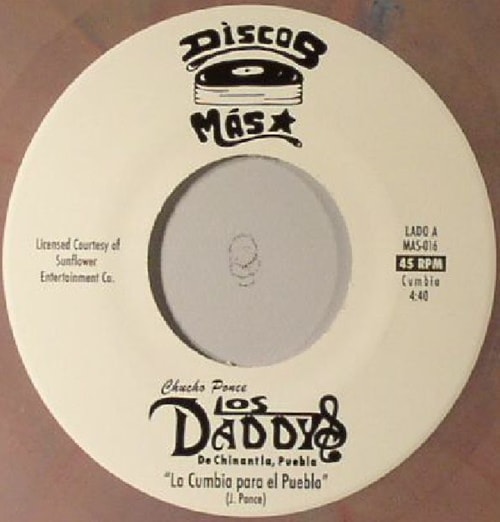 Discos
Más
Licensed Courtesy of
Sunflower
Entertainment Co.
LADO A
MAS-016
45 RPM
Cumbia
4:40
Chucho Ponce
LOS
DADDYS
De Chinantla, Puebla
"La Cumbia para el Pueblo"
(J. Ponce)